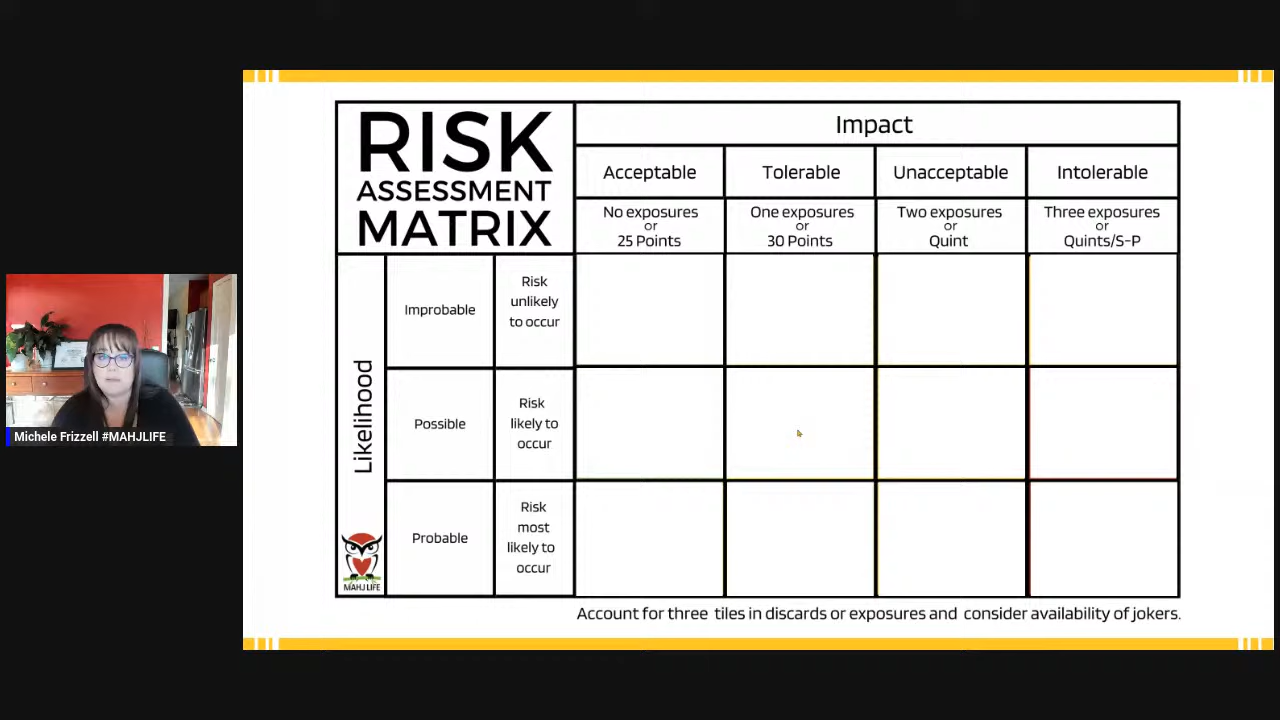 RISK
ASSESSMENT
MATRIX
Impact
Acceptable
Tolerable
Unacceptable
Intolerable
No exposures
or
25 Points
One exposures
or
30 Points
Two exposures
or
Quint
Three exposures
or
Quints/S-P
Likelihood
Improbable
Risk
unlikely
to occur
Possible
Risk
likely to
occur
Probable
Risk
most
likely to
occur
MAHJ LIFE
Account for three tiles in discards or exposures and consider availability of jokers.
Michele Frizzell #MAHJLIFE